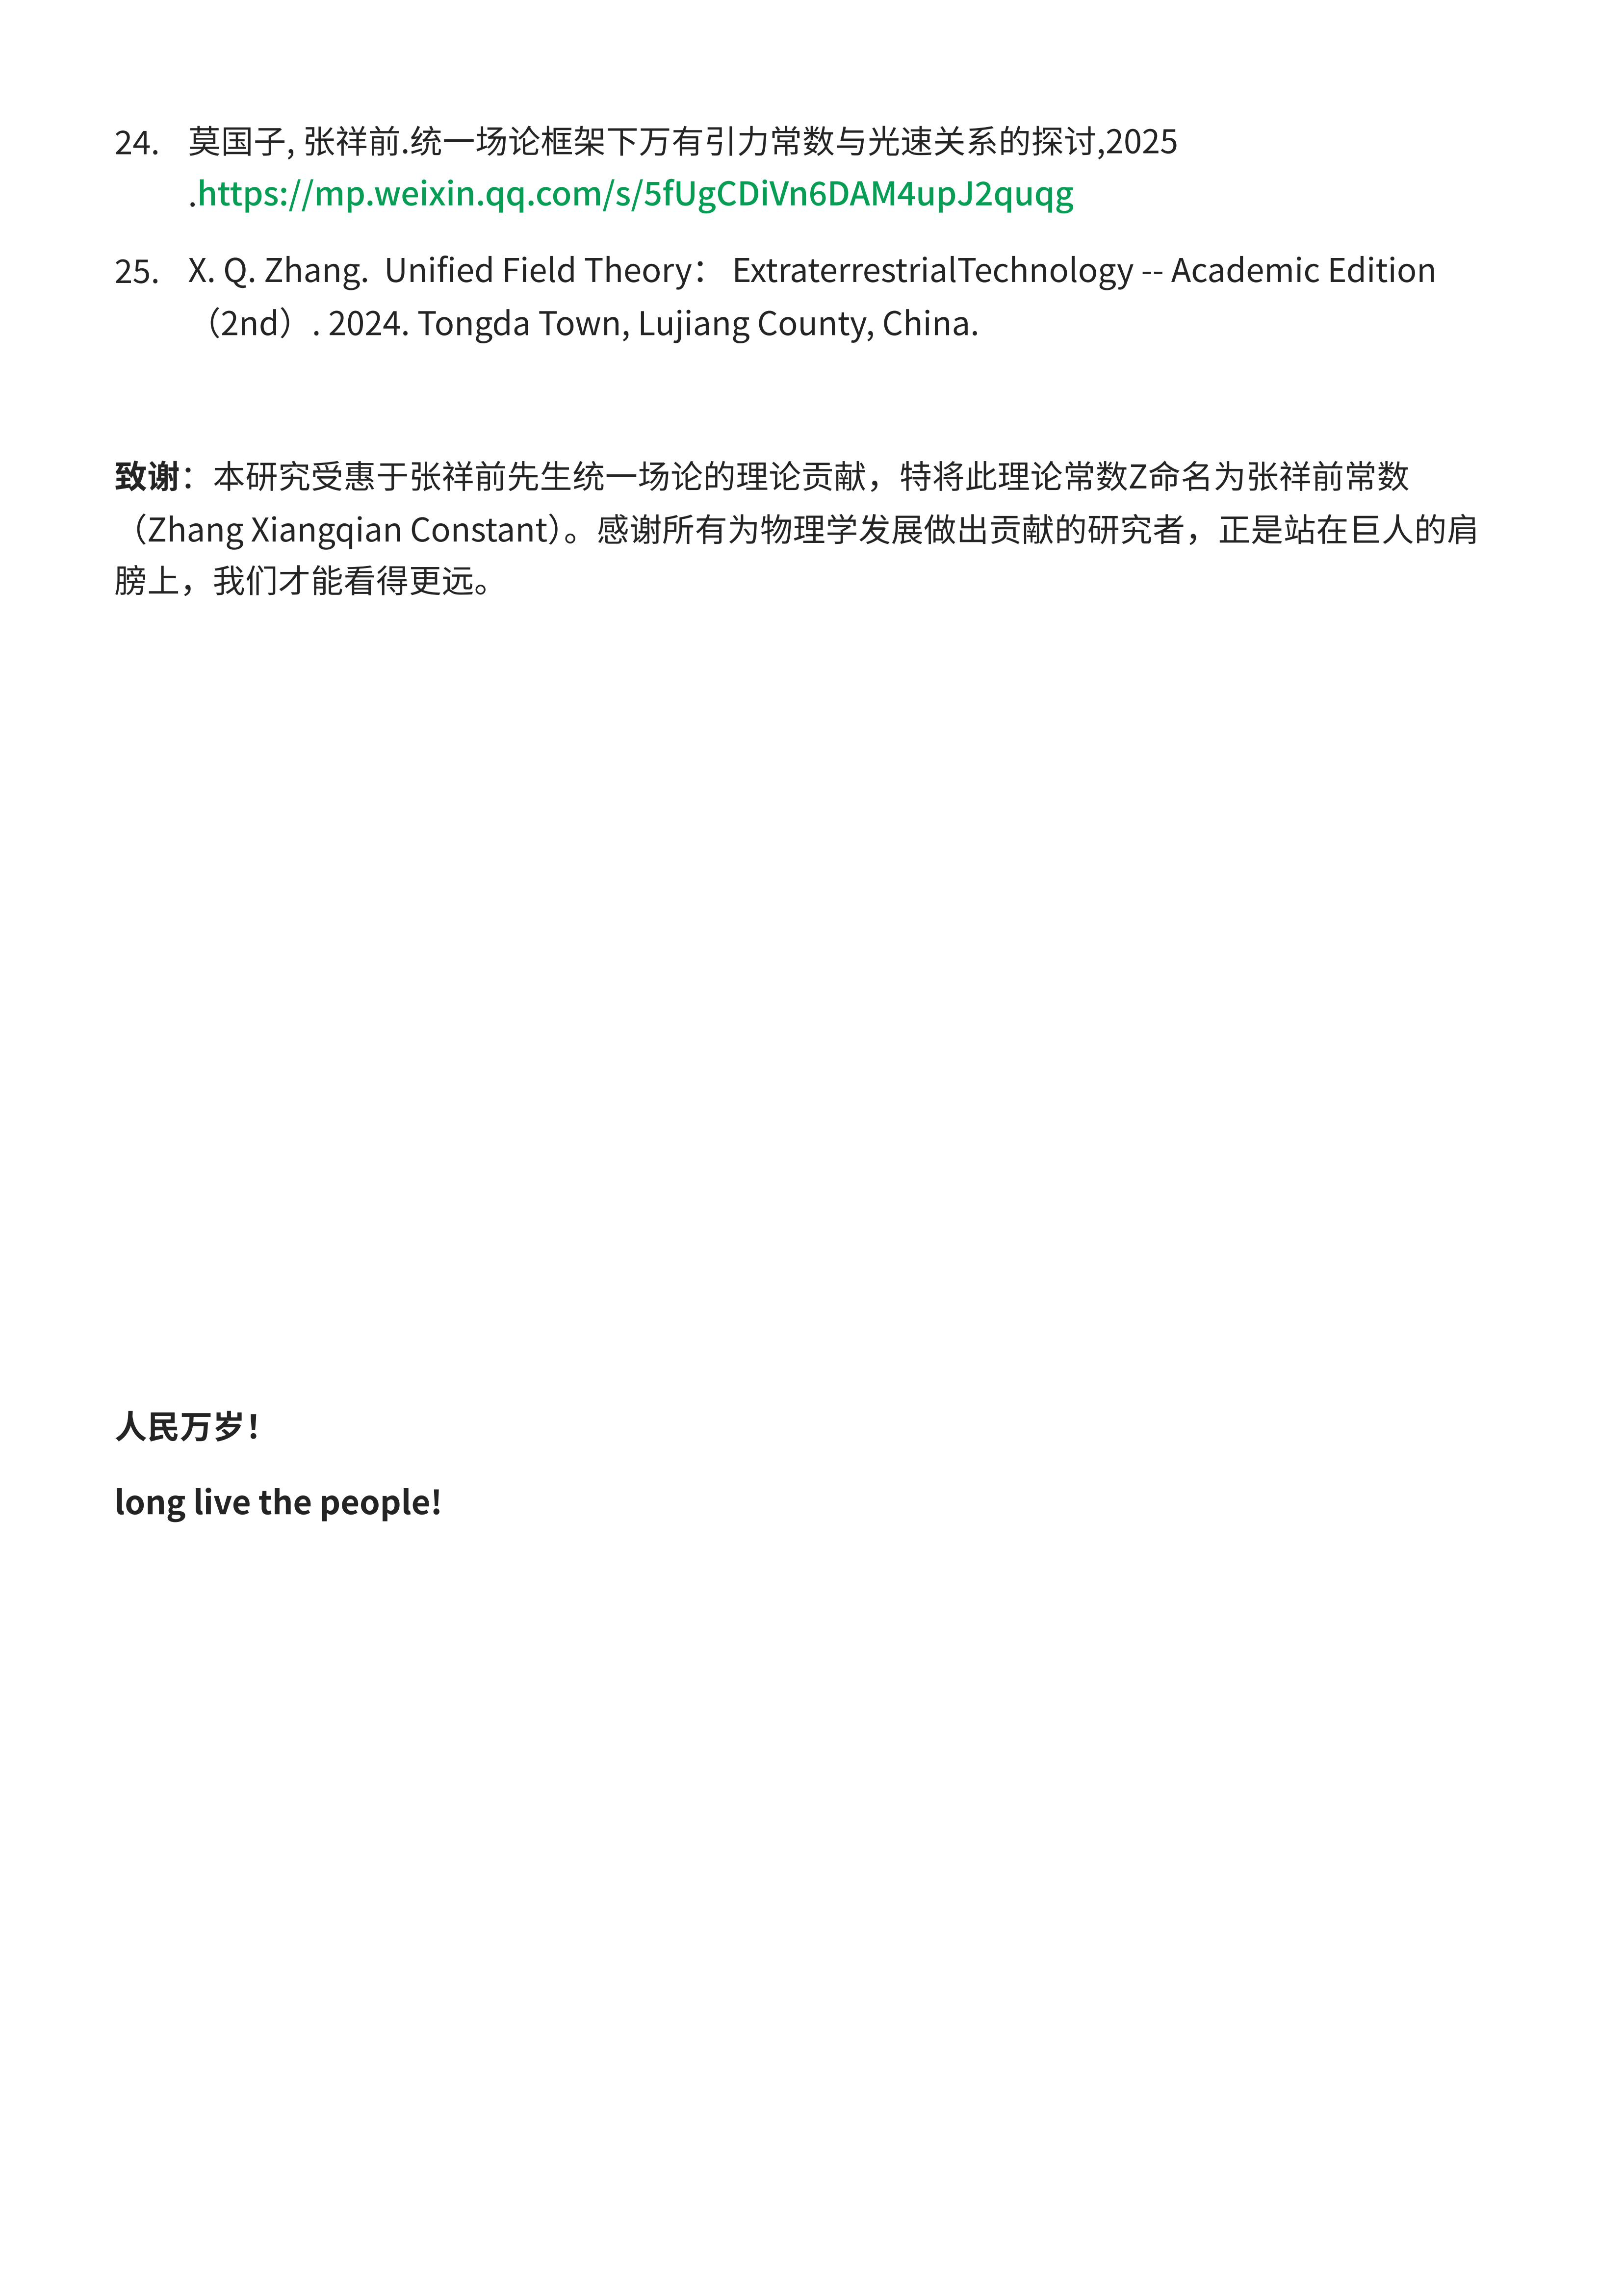 24. 莫国子, 张祥前.统一场论框架下万有引力常数与光速关系的探讨,2025
.https://mp.weixin.qq.com/s/5fUgCDiVn6DAM4upJ2quqg
25. X. Q. Zhang.  Unified Field Theory： ExtraterrestrialTechnology -- Academic Edition
（2nd）. 2024. Tongda Town, Lujiang County, China.
致谢：本研究受惠于张祥前先生统一场论的理论贡献，特将此理论常数Z命名为张祥前常数
（Zhang Xiangqian Constant）。感谢所有为物理学发展做出贡献的研究者，正是站在巨人的肩
膀上，我们才能看得更远。
人民万岁！
long live the people!